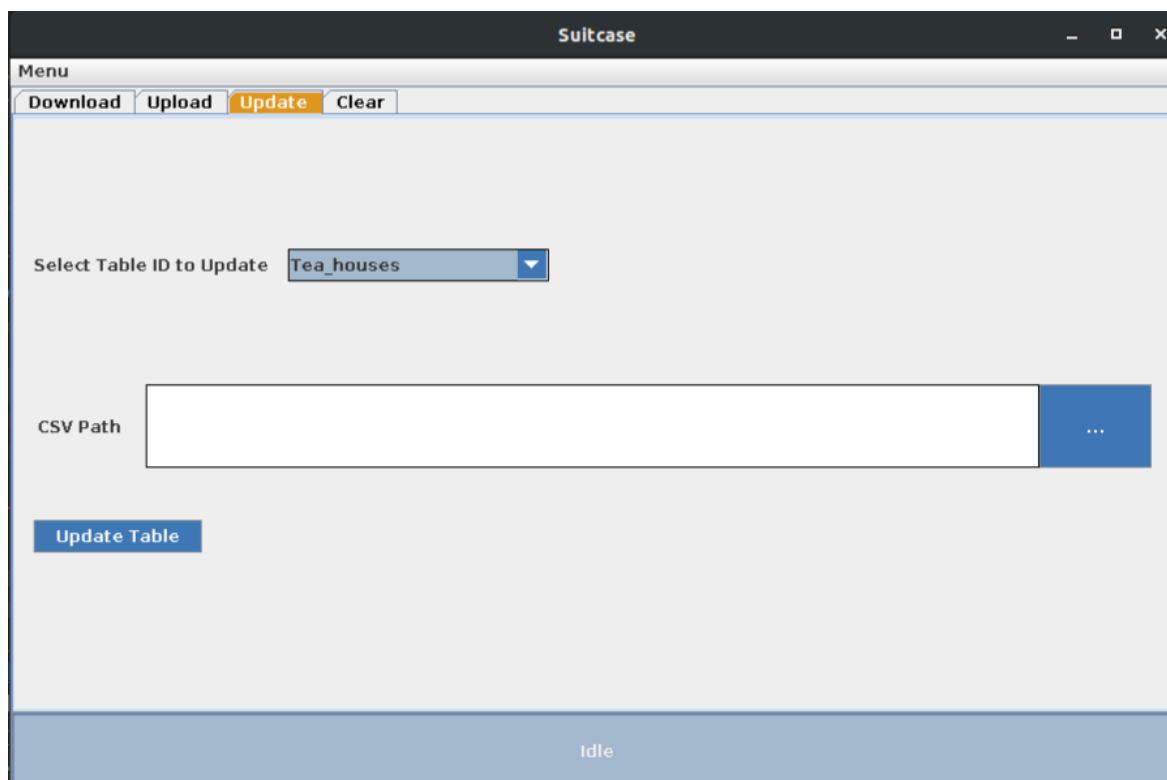 Suitcase
Menu
Download Upload Update Clear
Select Table ID to Update Tea_houses
CSV Path ...
Update Table
Idle